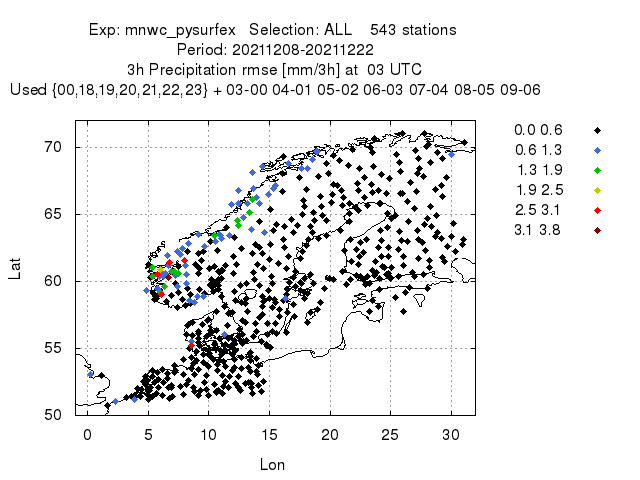 Exp: mnwc_pysurfex   Selection: ALL    543 stations
Period: 20211208-20211222
3h Precipitation rmse [mm/3h] at  03 UTC
Used {00,18,19,20,21,22,23} + 03-00 04-01 05-02 06-03 07-04 08-05 09-06
0.0 0.6
0.6 1.3
1.3 1.9
1.9 2.5
2.5 3.1
3.1 3.8
70
65
60
55
50
Lat
0 5 10 15 20 25 30
Lon